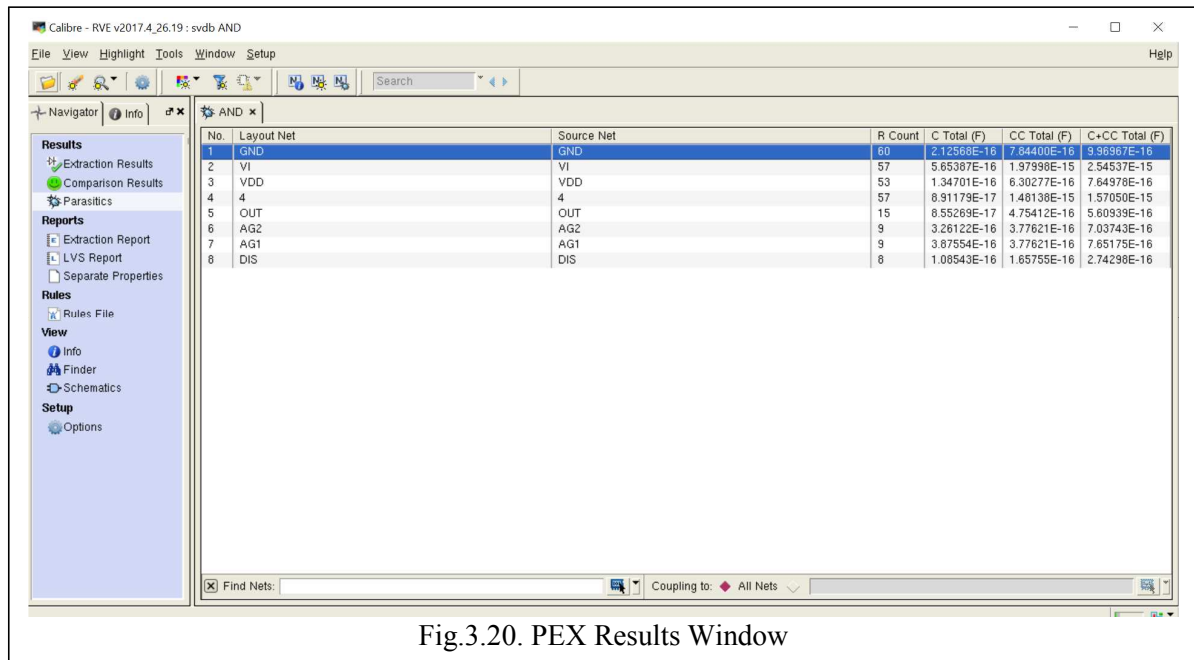 Calibre - RVE v2017.4_26.19 : svdb AND
File View Highlight Tools Window Setup Help
Search
Navigator Info AND
Results
Extraction Results
Comparison Results
Parasitics
Reports
Extraction Report
LVS Report
Separate Properties
Rules
Rules File
View
Info
Finder
Schematics
Setup
Options
No. Layout Net Source Net R Count C Total (F) CC Total (F) C+CC Total (F)
1 GND GND 60 2.12568E-16 7.84400E-16 9.96967E-16
2 VI VI 57 5.65387E-16 1.97998E-15 2.54537E-15
3 VDD VDD 53 1.34701E-16 6.30277E-16 7.64978E-16
4 4 4 57 8.91179E-17 1.48138E-15 1.57050E-15
5 OUT OUT 15 8.55269E-17 4.75412E-16 5.60939E-16
6 AG2 AG2 9 3.26122E-16 3.77621E-16 7.03743E-16
7 AG1 AG1 9 3.87554E-16 3.77621E-16 7.65175E-16
8 DIS DIS 8 1.08543E-16 1.65755E-16 2.74298E-16
Find Nets: Coupling to: All Nets
Fig.3.20. PEX Results Window